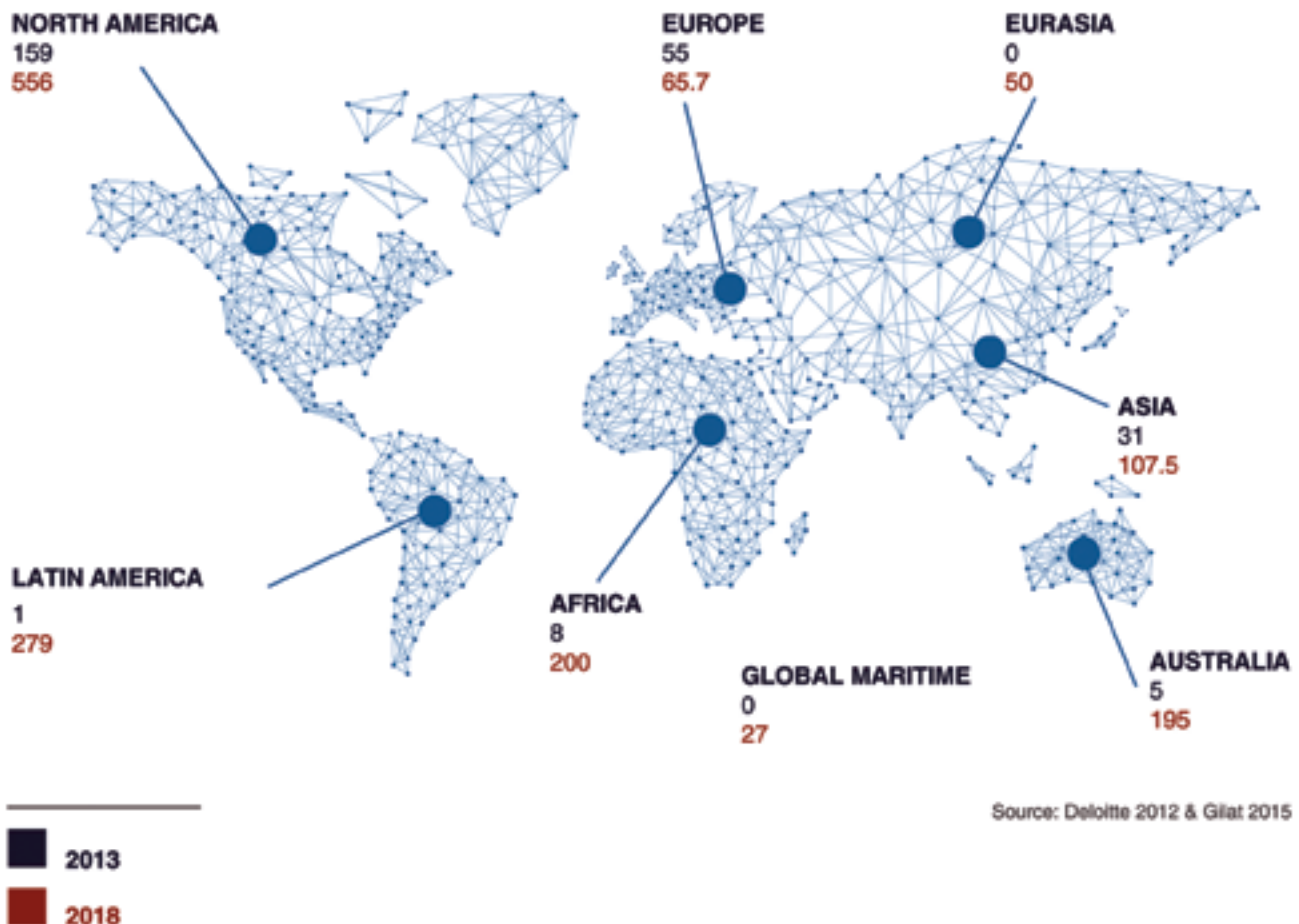 NORTH AMERICA
159
556
EUROPE
55
65.7
EURASIA
0
50
ASIA
31
107.5
LATIN AMERICA
1
279
AFRICA
8
200
GLOBAL MARITIME
0
27
AUSTRALIA
5
195
Source: Deloitte 2012 & Gilat 2015
2013
2018